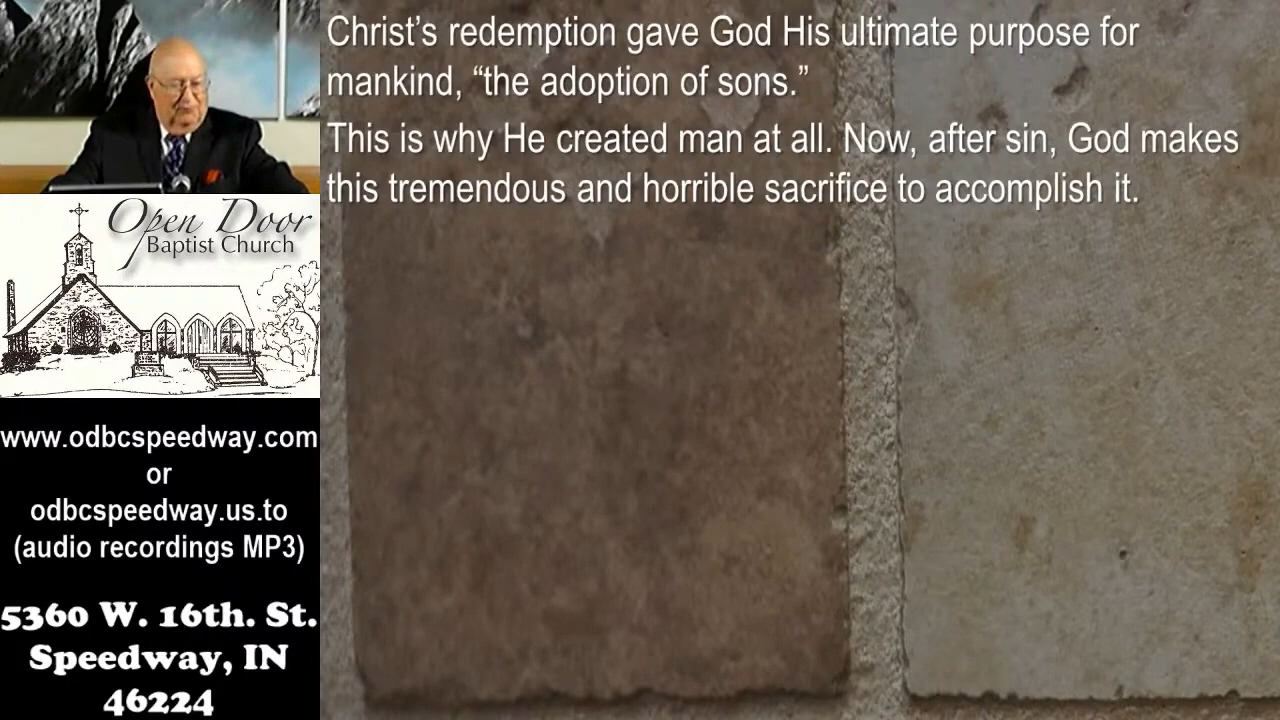 Christ’s redemption gave God His ultimate purpose for
mankind, “the adoption of sons.”
This is why He created man at all. Now, after sin, God makes
this tremendous and horrible sacrifice to accomplish it.
Open Door
Baptist Church
www.odbcspeedway.com
or
odbcspeedway.us.to
(audio recordings MP3)
5360 W. 16th. St.
Speedway, IN
46224